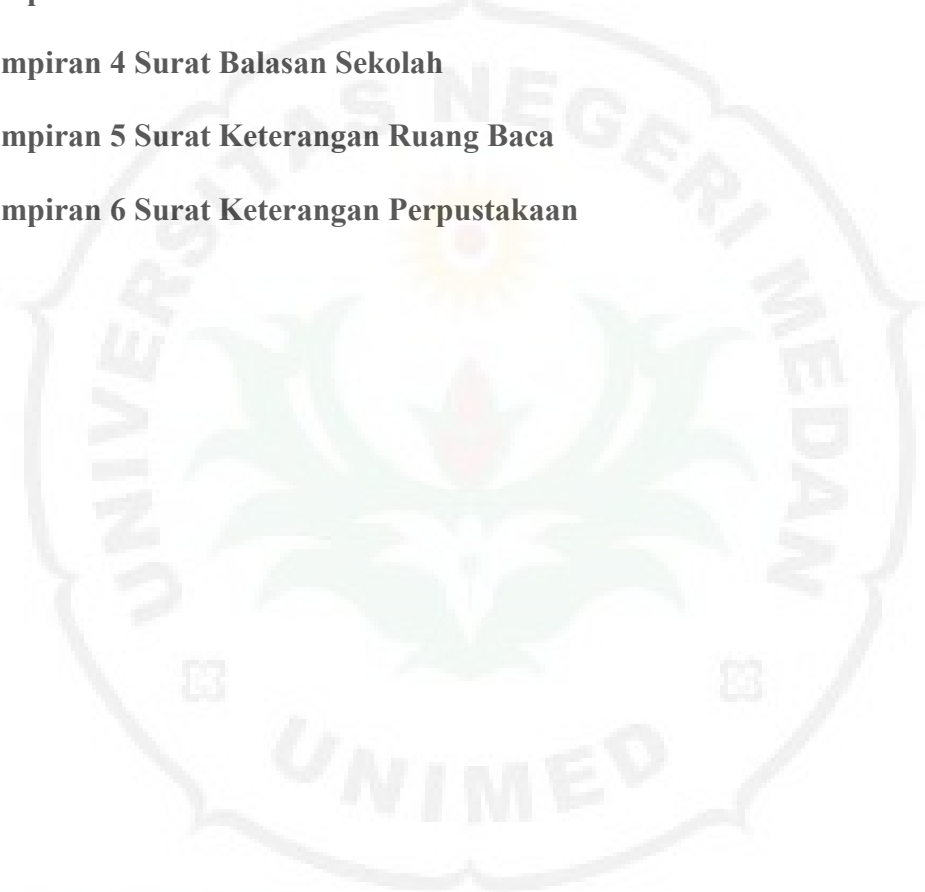 mpiran 4 Surat Balasan Sekolah
mpiran 5 Surat Keterangan Ruang Baca
mpiran 6 Surat Keterangan Perpustakaan
UNIVERSITAS NEGERI MEDAN
UNIMED